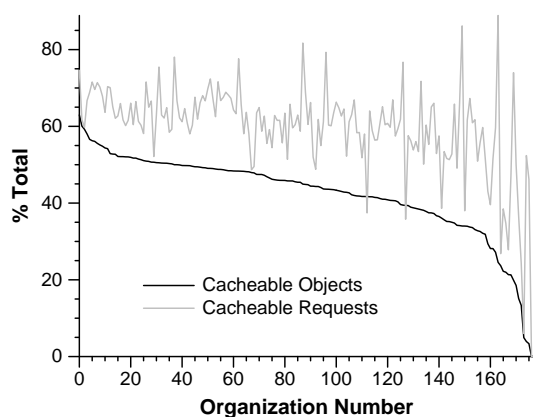 80
60
40
20
0
% Total
Cacheable Objects
Cacheable Requests
0 20 40 60 80 100 120 140 160
Organization Number